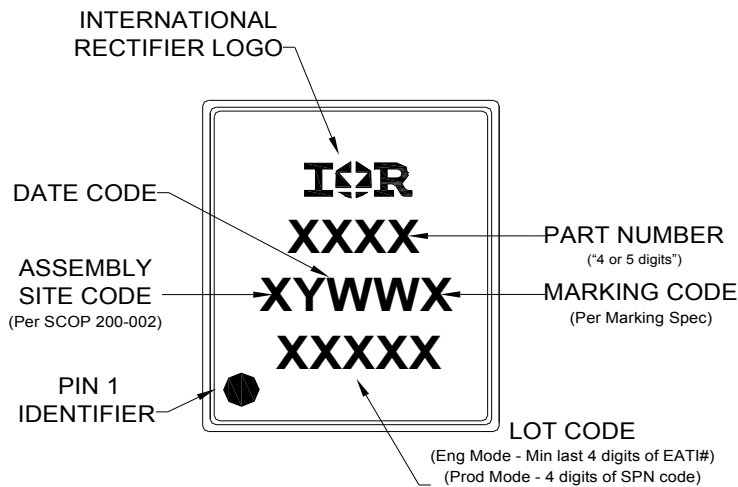 INTERNATIONAL
RECTIFIER LOGO
IOR
DATE CODE
XXXX
PART NUMBER
(“4 or 5 digits”)
ASSEMBLY
SITE CODE
(Per SCOP 200-002)
XYWWX
MARKING CODE
(Per Marking Spec)
XXXXX
PIN 1
IDENTIFIER
LOT CODE
(Eng Mode - Min last 4 digits of EATI#)
(Prod Mode - 4 digits of SPN code)